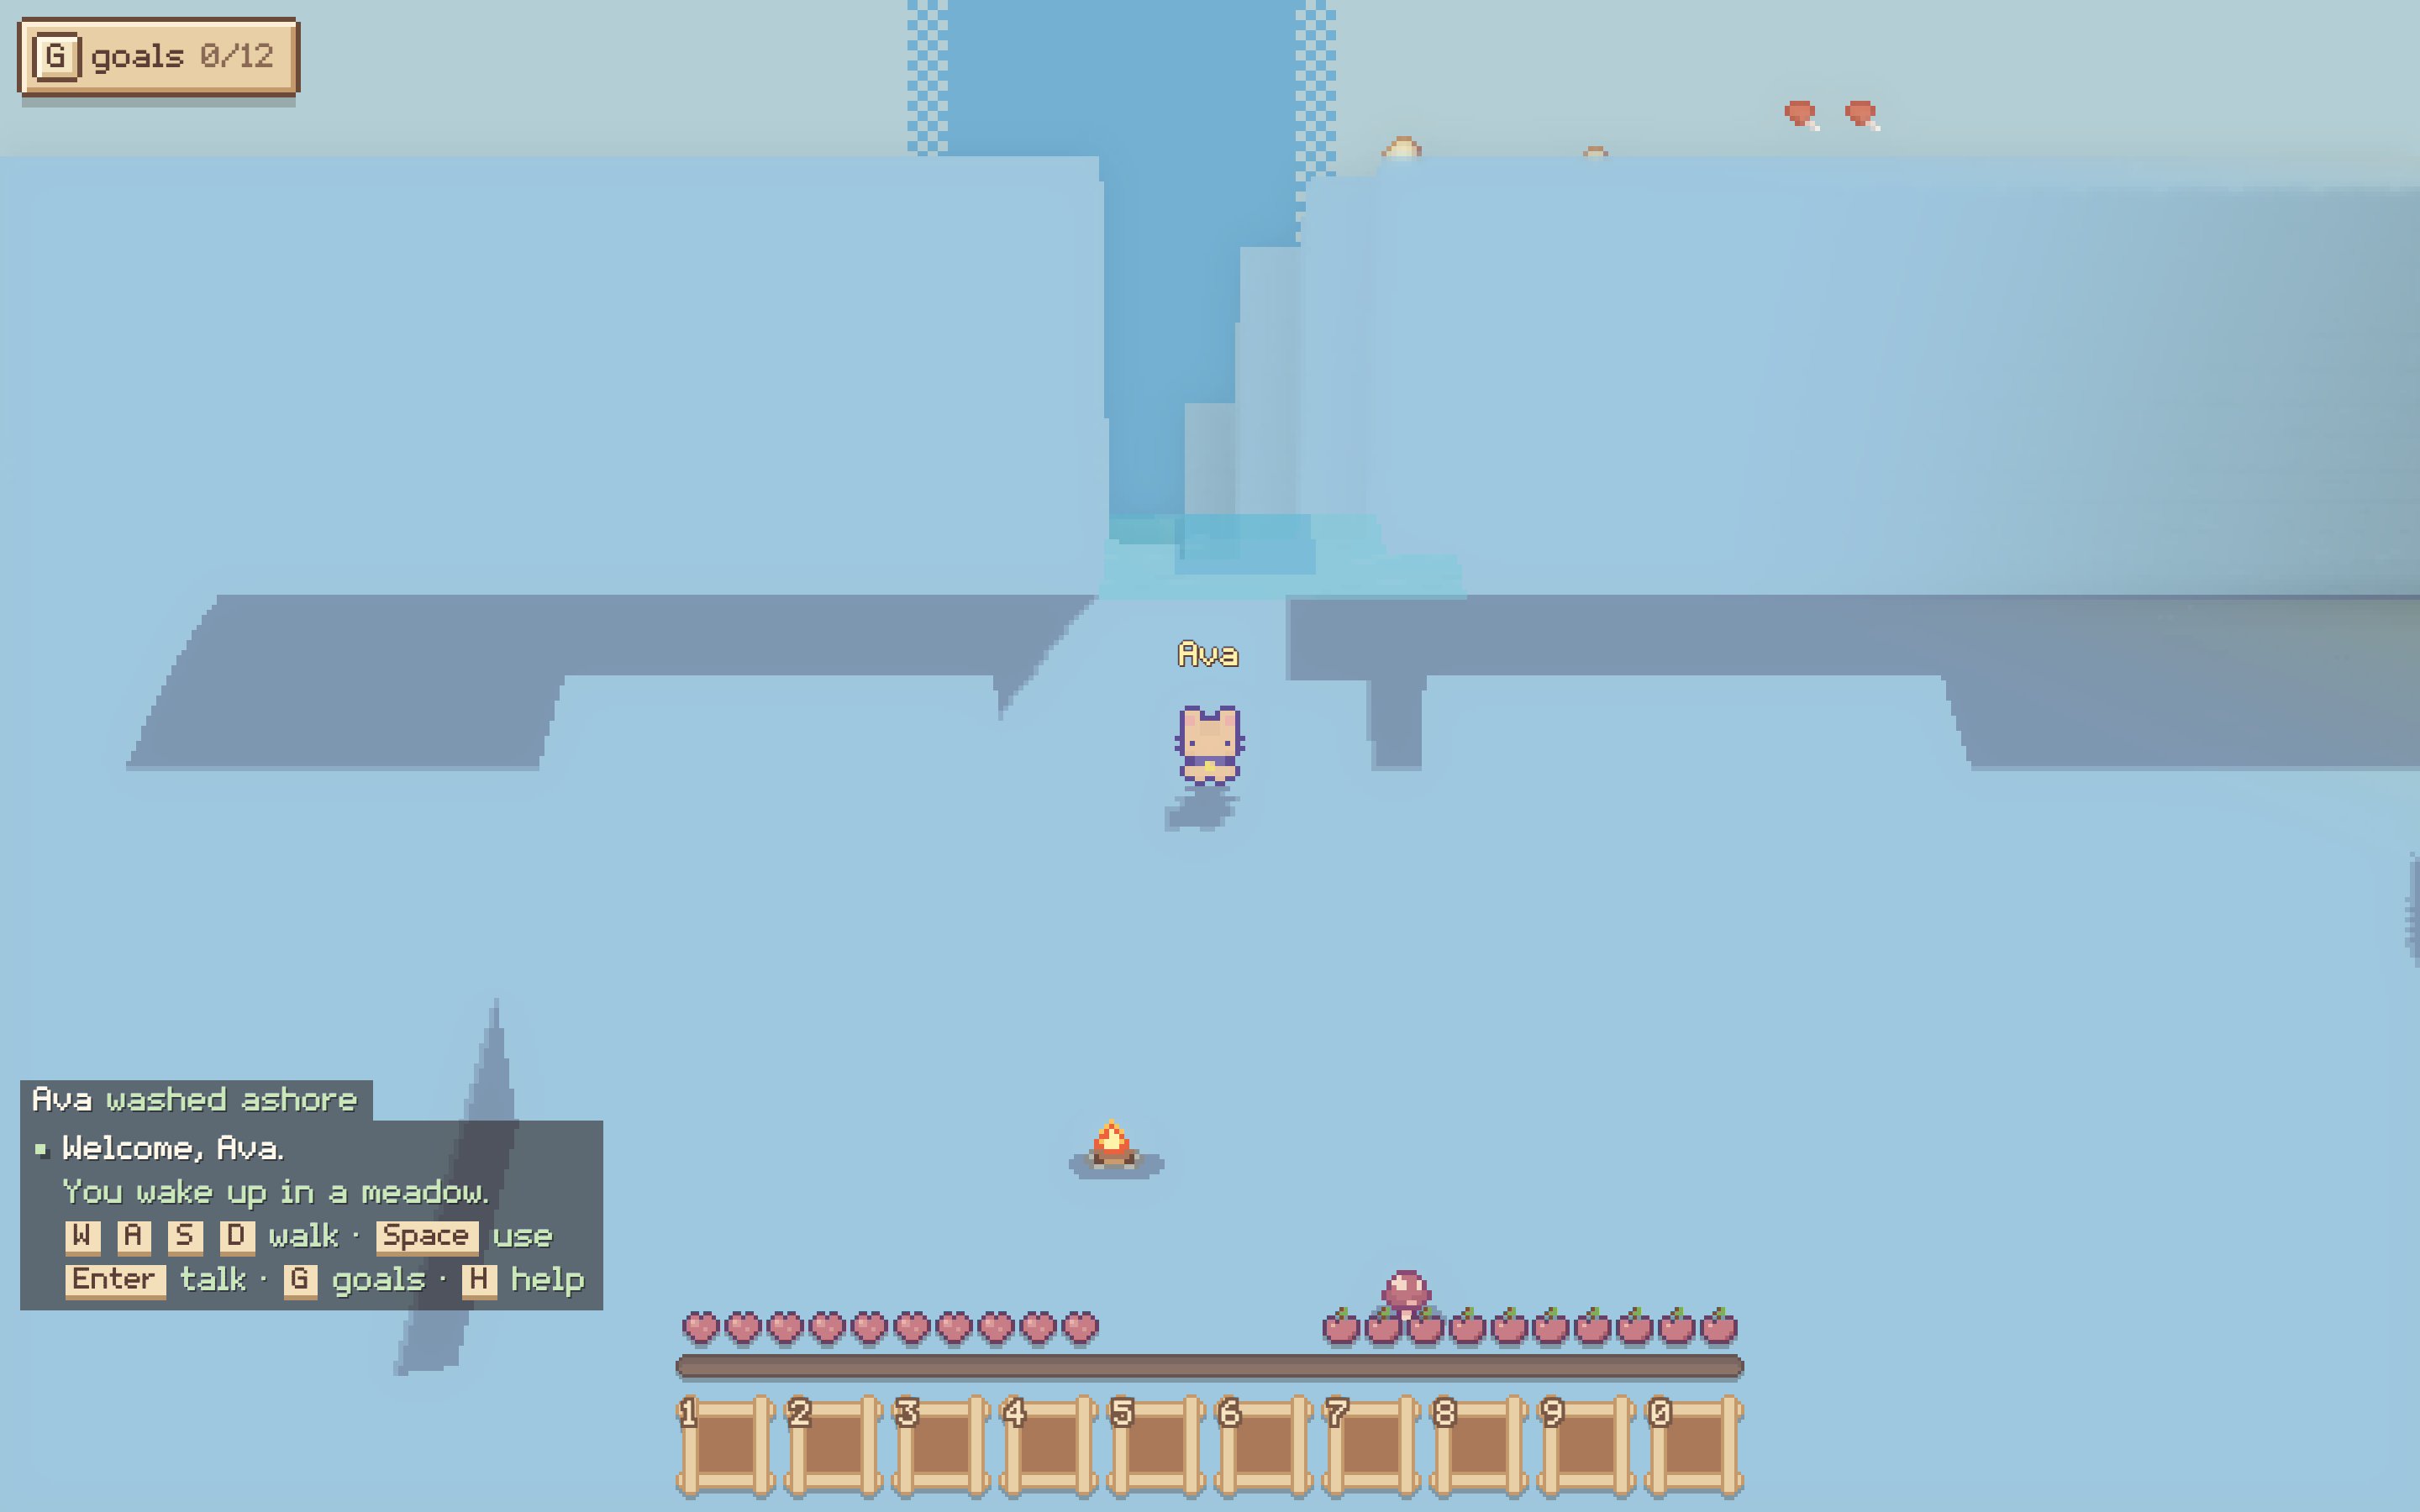 G goals 0/12
Ava
Ava washed ashore
Welcome, Ava.
You wake up in a meadow.
W A S D walk · Space use
Enter talk · G goals · H help
1 2 3 4 5 6 7 8 9 0